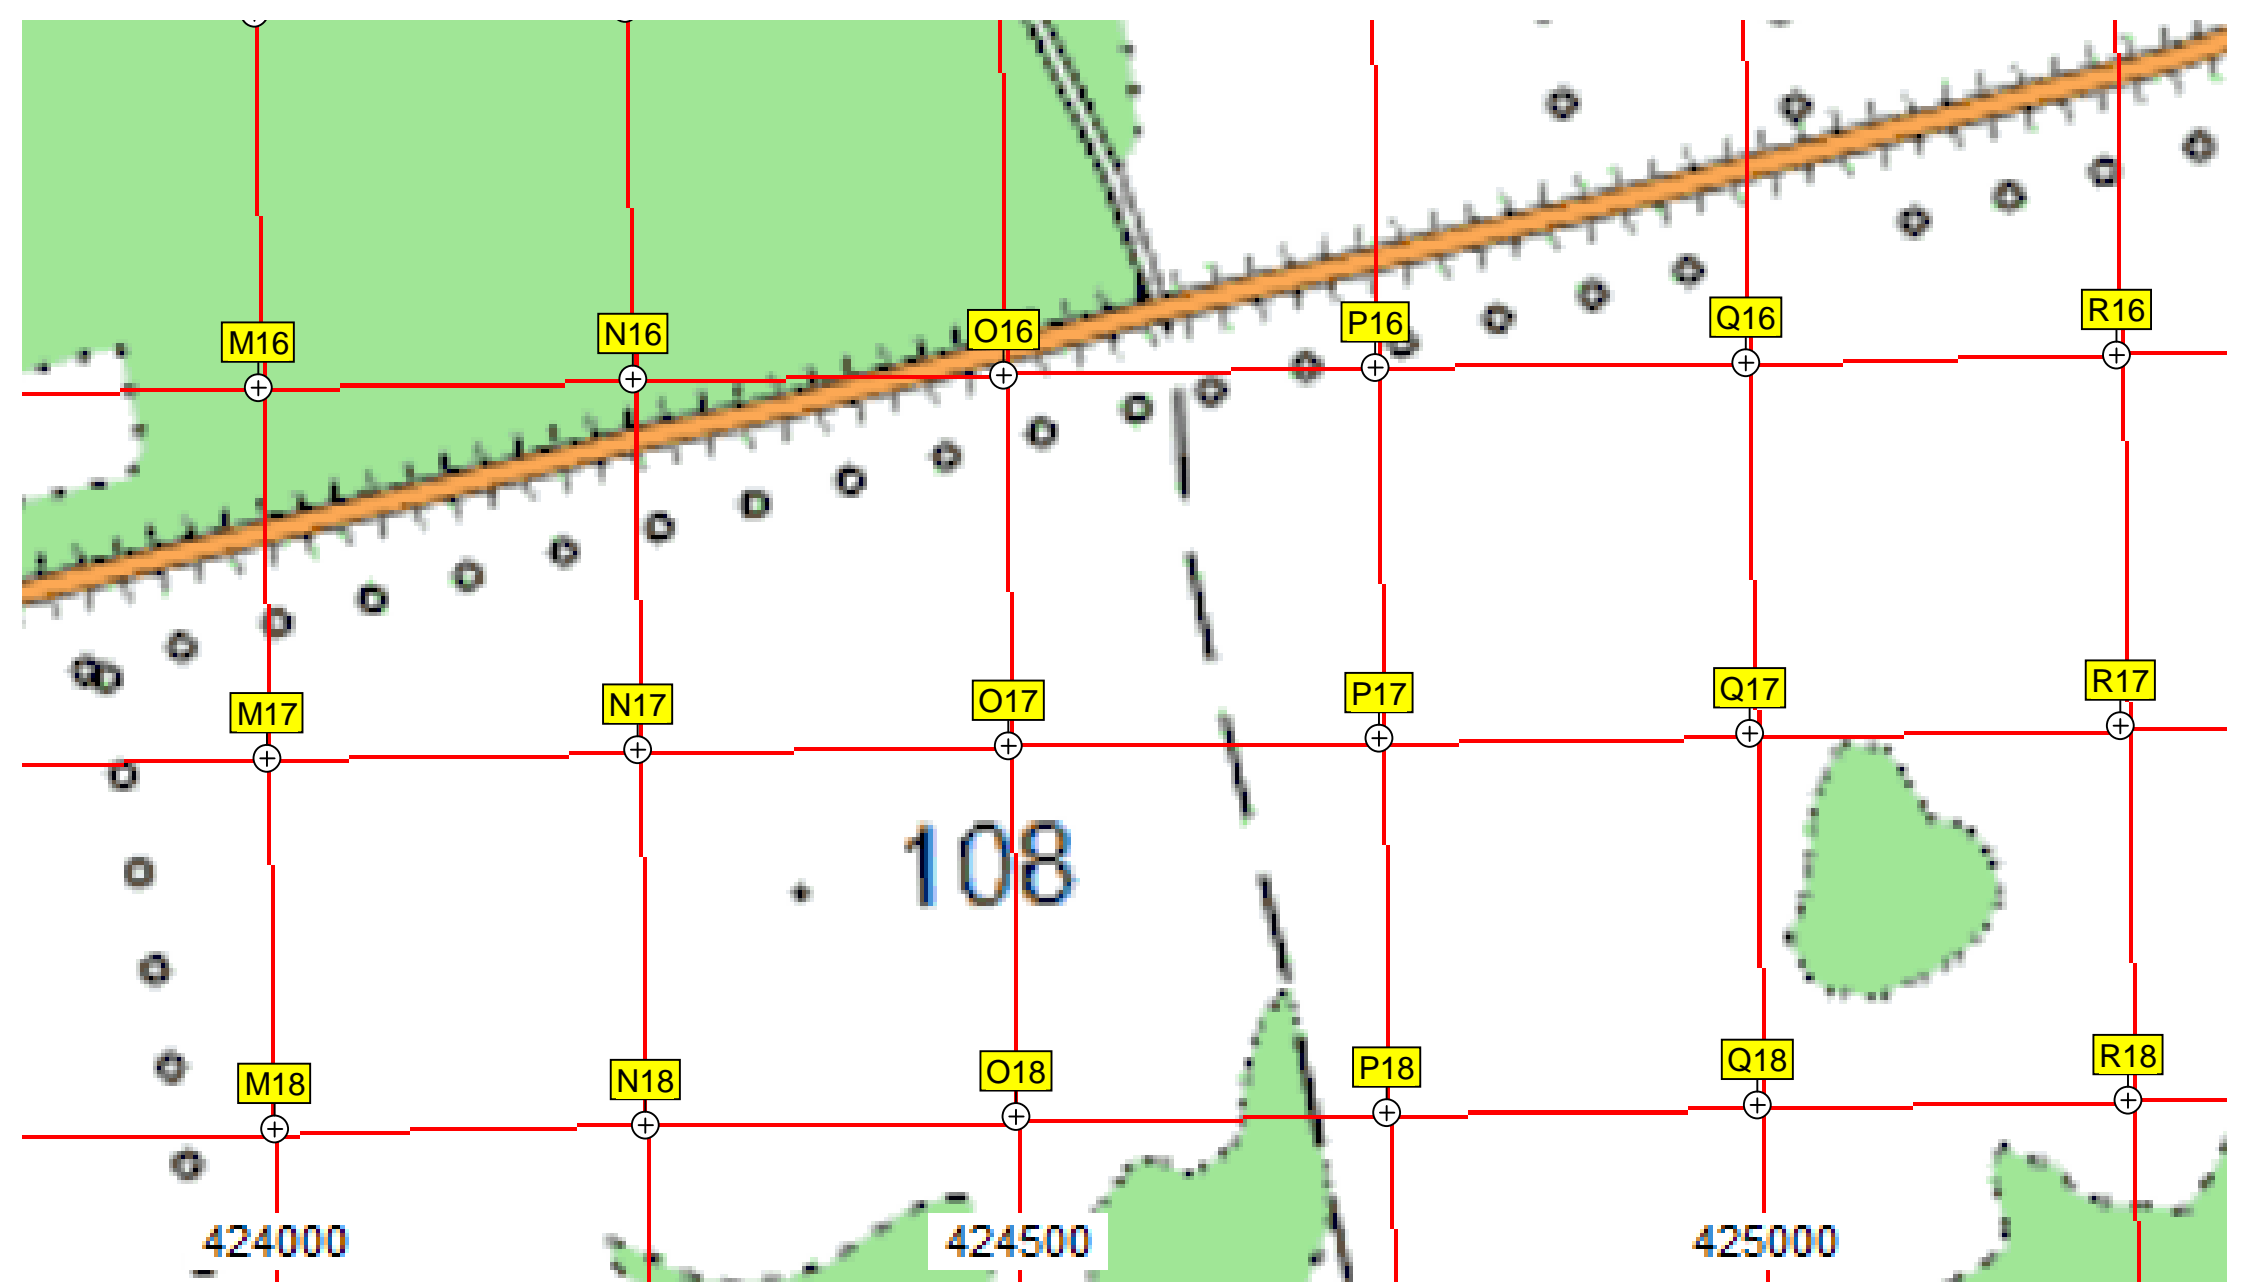 M16 N16 O16 P16 Q16 R16
M17 N17 O17 P17 Q17 R17
108
M18 N18 O18 P18 Q18 R18
424000 424500 425000